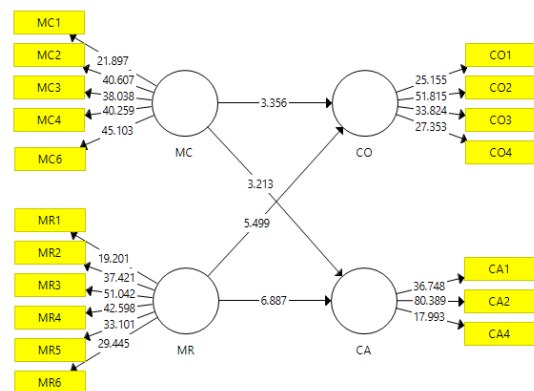 MC1
MC2
MC3
MC4
MC6
21.897
40.607
38.038
40.259
45.103
MC
3.356
CO
25.155
51.815
33.824
27.353
CO1
CO2
CO3
CO4
3.213
5.499
MR1
MR2
MR3
MR4
MR5
MR6
19.201
37.421
51.042
42.598
33.101
29.445
MR
6.887
CA
36.748
80.389
17.993
CA1
CA2
CA4